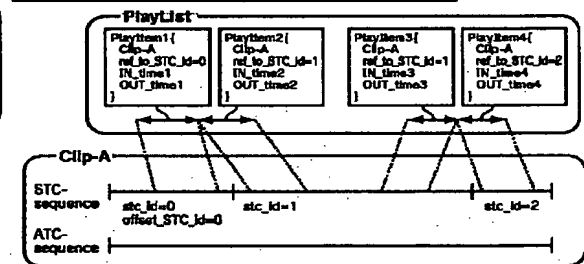 PlayList
PlayItem1{
Clip-A
ref_to_STC_id=0
IN_time1
OUT_time1
}
PlayItem2{
Clip-A
ref_to_STC_id=1
IN_time2
OUT_time2
}
PlayItem3{
Clip-A
ref_to_STC_id=1
IN_time3
OUT_time3
}
PlayItem4{
Clip-A
ref_to_STC_id=2
IN_time4
OUT_time4
}
Clip-A
STC-
sequence
stc_id=0
offset_STC_id=0
stc_id=1
stc_id=2
ATC-
sequence